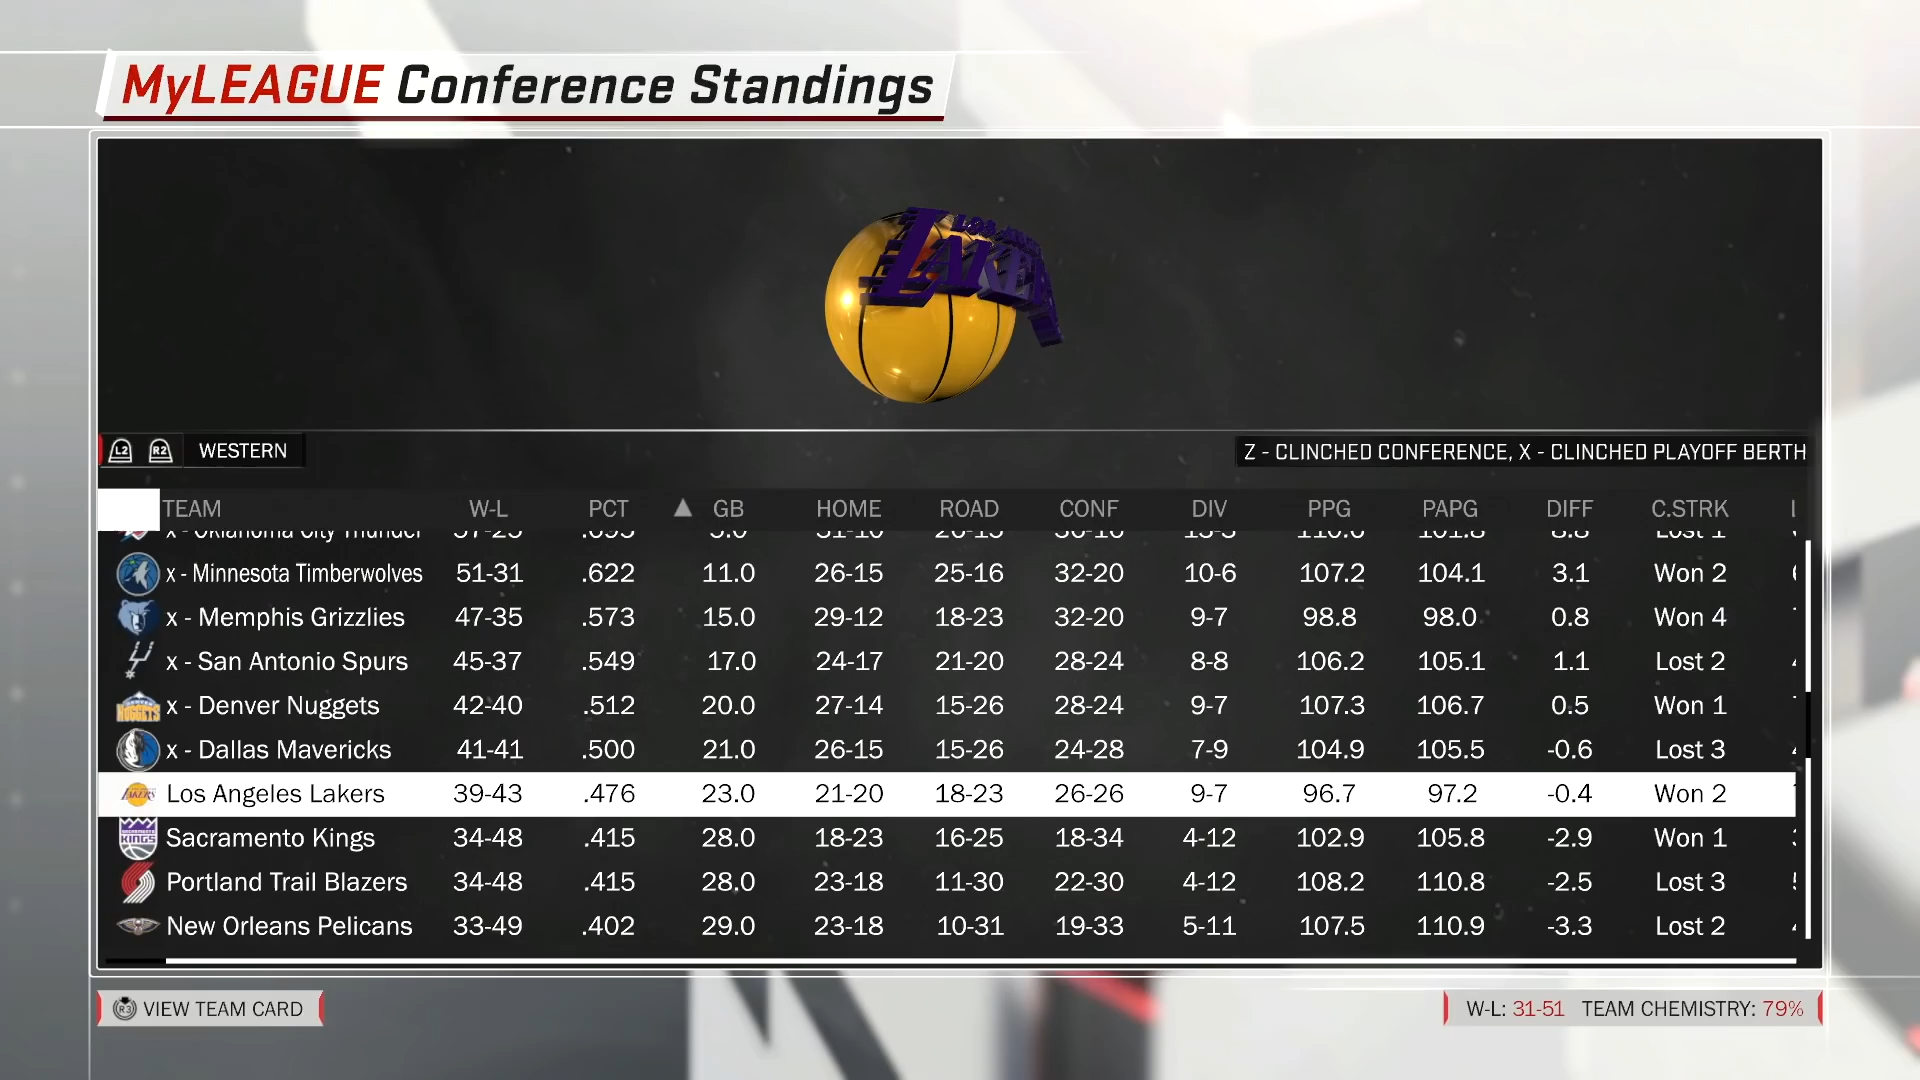 MyLEAGUE Conference Standings
LOS ANGELES
LAKERS
L2 R2 WESTERN
Z - CLINCHED CONFERENCE, X - CLINCHED PLAYOFF BERTH
TEAM W-L PCT ▲ GB HOME ROAD CONF DIV PPG PAPG DIFF C.STRK
x - Oklahoma City Thunder Lost 1
x - Minnesota Timberwolves 51-31 .622 11.0 26-15 25-16 32-20 10-6 107.2 104.1 3.1 Won 2
x - Memphis Grizzlies 47-35 .573 15.0 29-12 18-23 32-20 9-7 98.8 98.0 0.8 Won 4
x - San Antonio Spurs 45-37 .549 17.0 24-17 21-20 28-24 8-8 106.2 105.1 1.1 Lost 2
x - Denver Nuggets 42-40 .512 20.0 27-14 15-26 28-24 9-7 107.3 106.7 0.5 Won 1
x - Dallas Mavericks 41-41 .500 21.0 26-15 15-26 24-28 7-9 104.9 105.5 -0.6 Lost 3
Los Angeles Lakers 39-43 .476 23.0 21-20 18-23 26-26 9-7 96.7 97.2 -0.4 Won 2
Sacramento Kings 34-48 .415 28.0 18-23 16-25 18-34 4-12 102.9 105.8 -2.9 Won 1
Portland Trail Blazers 34-48 .415 28.0 23-18 11-30 22-30 4-12 108.2 110.8 -2.5 Lost 3
New Orleans Pelicans 33-49 .402 29.0 23-18 10-31 19-33 5-11 107.5 110.9 -3.3 Lost 2
R3 VIEW TEAM CARD
W-L: 31-51 TEAM CHEMISTRY: 79%